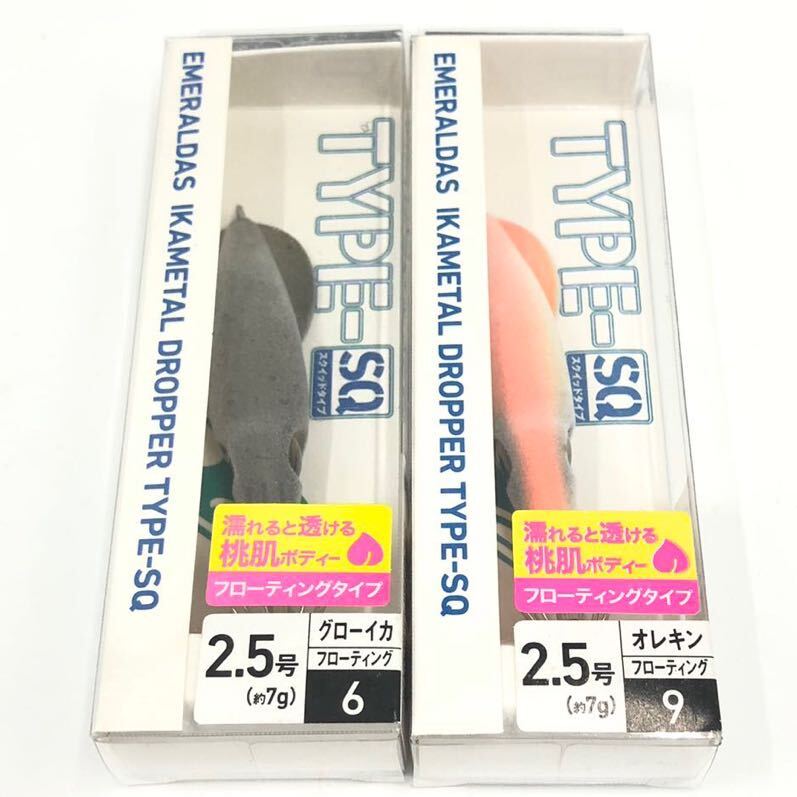 EMERALDAS IKAMETAL DROPPER TYPE-SQ
TYPE-SQ
スクイッドタイプ
濡れると透ける
桃肌ボディー
フローティングタイプ
2.5号
(約7g)
グローイカ
フローティング
6
EMERALDAS IKAMETAL DROPPER TYPE-SQ
TYPE-SQ
スクイッドタイプ
濡れると透ける
桃肌ボディー
フローティングタイプ
2.5号
(約7g)
オレキン
フローティング
9